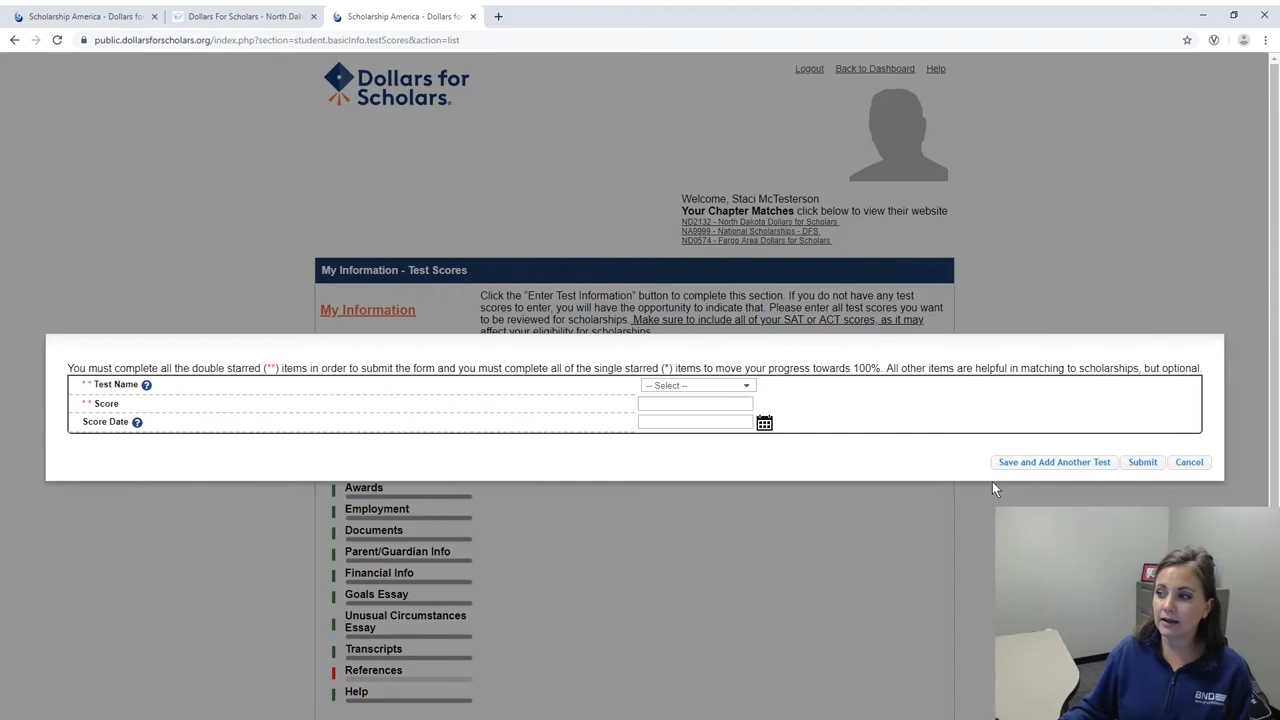 Scholarship America - Dollars for
Dollars For Scholars - North Dak
Scholarship America - Dollars for
public.dollarsforscholars.org/index.php?section=student.basicInfo.testScores&action=list
Dollars for
Scholars.
Logout Back to Dashboard Help
Welcome, Staci McTesterson
Your Chapter Matches click below to view their website
ND2132 - North Dakota Dollars for Scholars
NA9999 - National Scholarships - DFS
ND0574 - Fargo Area Dollars for Scholars
My Information - Test Scores
My Information
Click the "Enter Test Information" button to complete this section. If you do not have any test
scores to enter, you will have the opportunity to indicate that. Please enter all test scores you want
to be reviewed for scholarships. Make sure to include all of your SAT or ACT scores, as it may
affect your eligibility for scholarships.
You must complete all the double starred (**) items in order to submit the form and you must complete all of the single starred (*) items to move your progress towards 100%. All other items are helpful in matching to scholarships, but optional.
** Test Name ? -- Select --
** Score
Score Date ?
Save and Add Another Test Submit Cancel
Awards
Employment
Documents
Parent/Guardian Info
Financial Info
Goals Essay
Unusual Circumstances
Essay
Transcripts
References
Help
BND